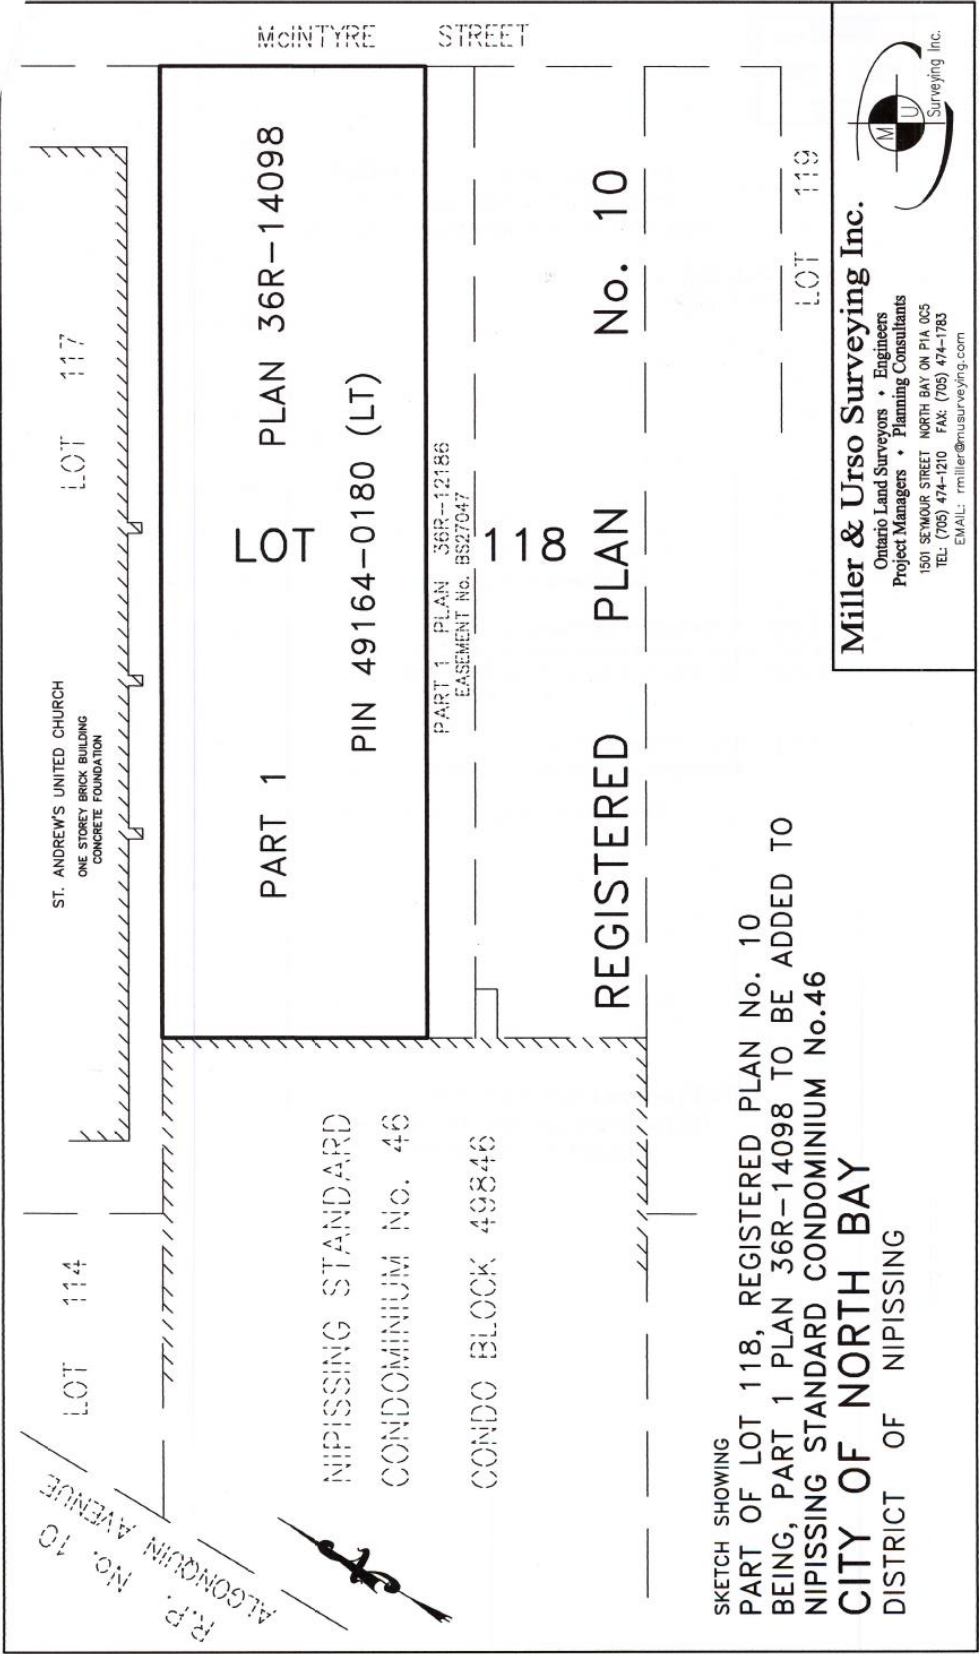 R.P. No. 10
ALGONQUIN AVENUE
LOT 114
ST. ANDREW'S UNITED CHURCH
ONE STOREY BRICK BUILDING
CONCRETE FOUNDATION
LOT 117
McINTYRE STREET
PART 1 PLAN 36R-14098
LOT 118
PIN 49164-0180 (LT)
PART 1 PLAN 36R-12186
EASEMENT No. BS27047
NIPISSING STANDARD
CONDOMINIUM No. 46
CONDO BLOCK 49846
REGISTERED PLAN No. 10
LOT 119
SKETCH SHOWING
PART OF LOT 118, REGISTERED PLAN No. 10
BEING, PART 1 PLAN 36R-14098 TO BE ADDED TO
NIPISSING STANDARD CONDOMINIUM No.46
CITY OF NORTH BAY
DISTRICT OF NIPISSING
Miller & Urso Surveying Inc.
Ontario Land Surveyors • Engineers
Project Managers • Planning Consultants
1501 SEYMOUR STREET NORTH BAY ON P1A 0C5
TEL: (705) 474-1210 FAX: (705) 474-1783
EMAIL: rmiller@musurveying.com
M U
Surveying Inc.